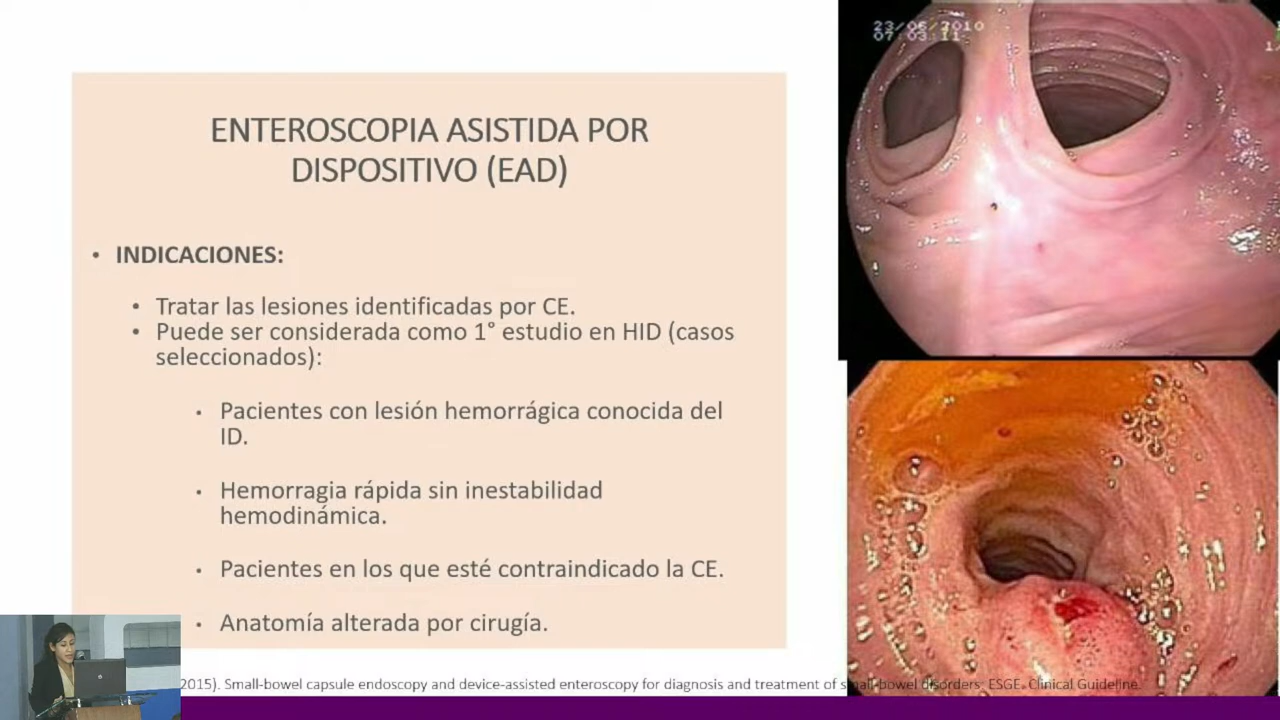 23/06/2010
07:03:11
ENTEROSCOPIA ASISTIDA POR
DISPOSITIVO (EAD)
• INDICACIONES:
• Tratar las lesiones identificadas por CE.
• Puede ser considerada como 1° estudio en HID (casos
seleccionados):
• Pacientes con lesión hemorrágica conocida del
ID.
• Hemorragia rápida sin inestabilidad
hemodinámica.
• Pacientes en los que esté contraindicado la CE.
• Anatomía alterada por cirugía.
2015). Small-bowel capsule endoscopy and device-assisted enteroscopy for diagnosis and treatment of small-bowel disorders: ESGE. Clinical Guideline.